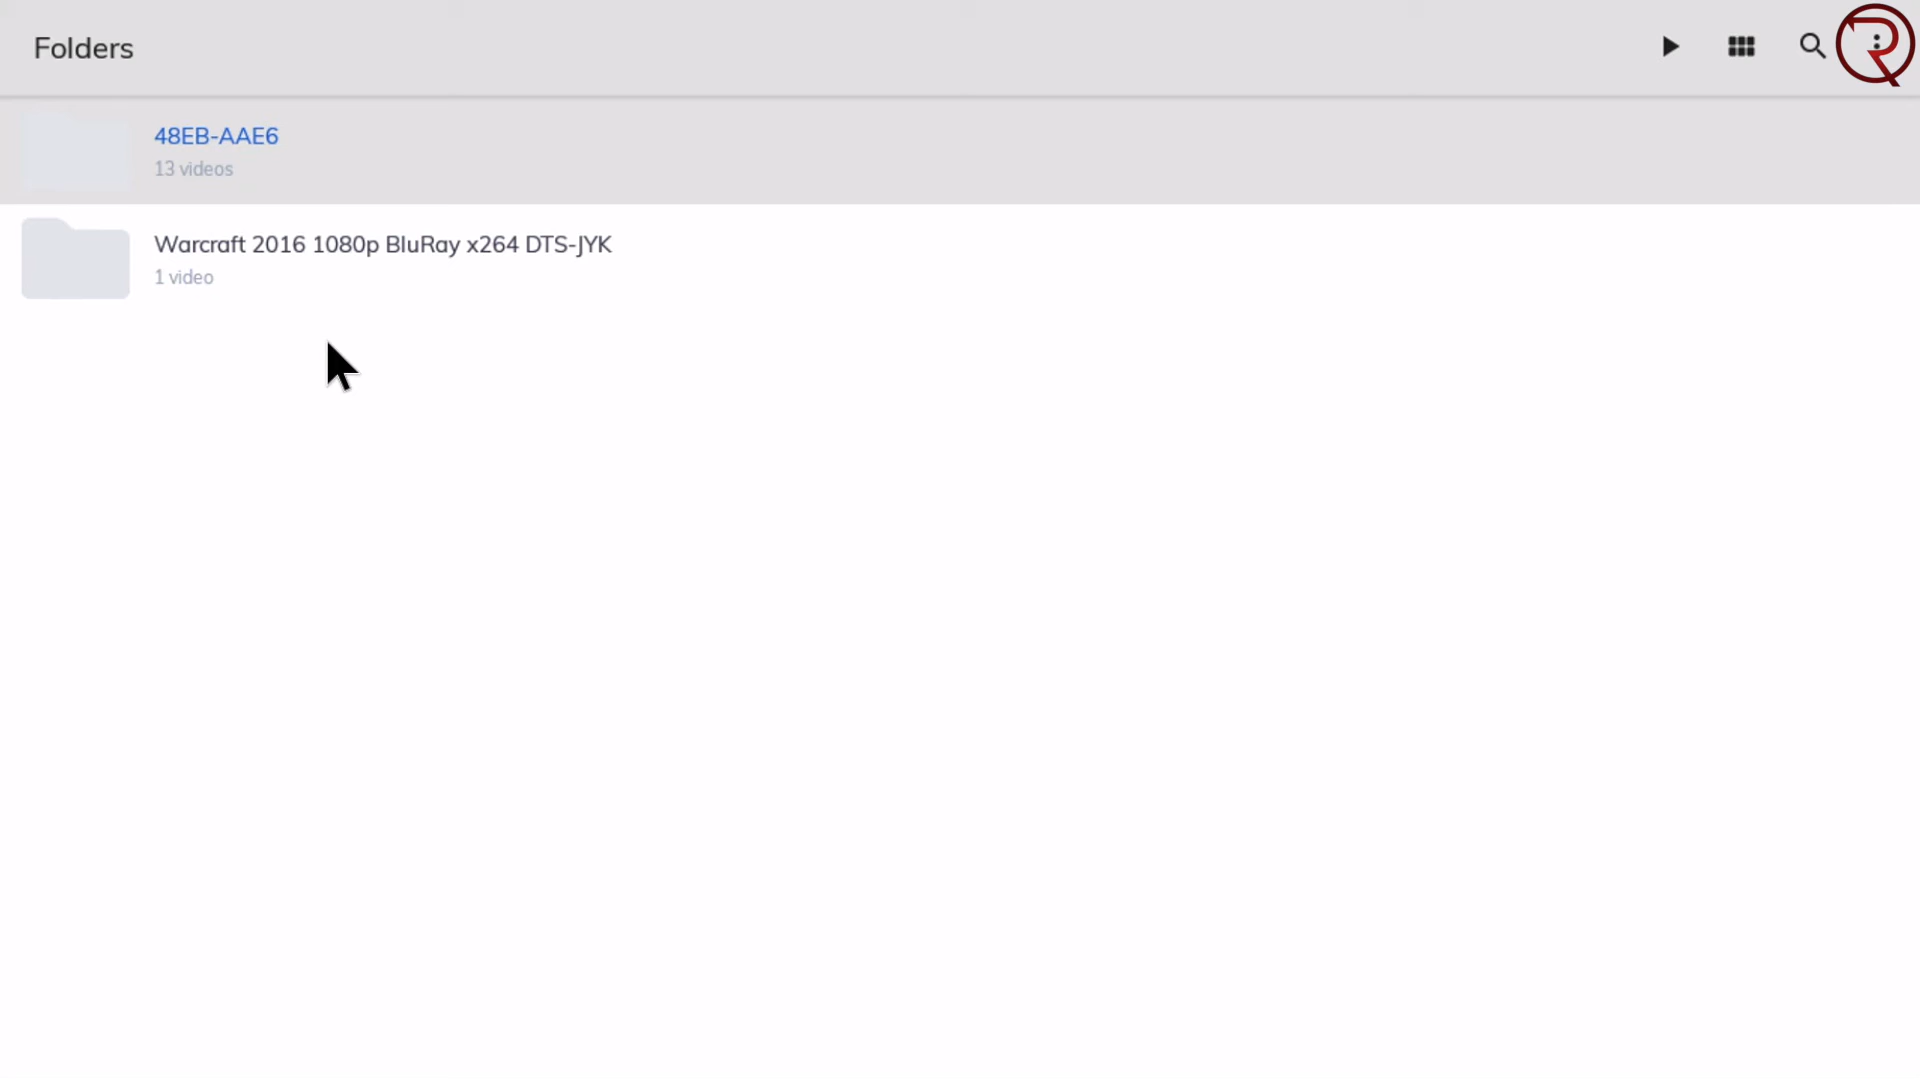 Folders
48EB-AAE6
13 videos
Warcraft 2016 1080p BluRay x264 DTS-JYK
1 video